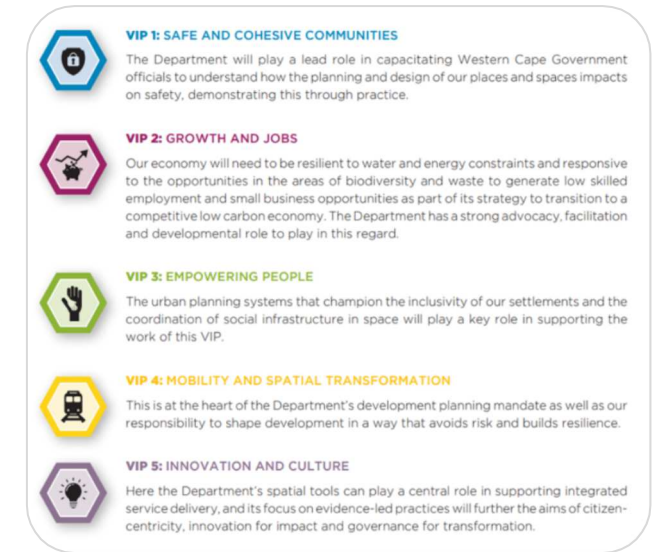 VIP 1: SAFE AND COHESIVE COMMUNITIES
The Department will play a lead role in capacitating Western Cape Government
officials to understand how the planning and design of our places and spaces impacts
on safety, demonstrating this through practice.
VIP 2: GROWTH AND JOBS
Our economy will need to be resilient to water and energy constraints and responsive
to the opportunities in the areas of biodiversity and waste to generate low skilled
employment and small business opportunities as part of its strategy to transition to a
competitive low carbon economy. The Department has a strong advocacy, facilitation
and developmental role to play in this regard.
VIP 3: EMPOWERING PEOPLE
The urban planning systems that champion the inclusivity of our settlements and the
coordination of social infrastructure in space will play a key role in supporting the
work of this VIP.
VIP 4: MOBILITY AND SPATIAL TRANSFORMATION
This is at the heart of the Department's development planning mandate as well as our
responsibility to shape development in a way that avoids risk and builds resilience.
VIP 5: INNOVATION AND CULTURE
Here the Department's spatial tools can play a central role in supporting integrated
service delivery, and its focus on evidence-led practices will further the aims of citizen-
centricity, innovation for impact and governance for transformation.